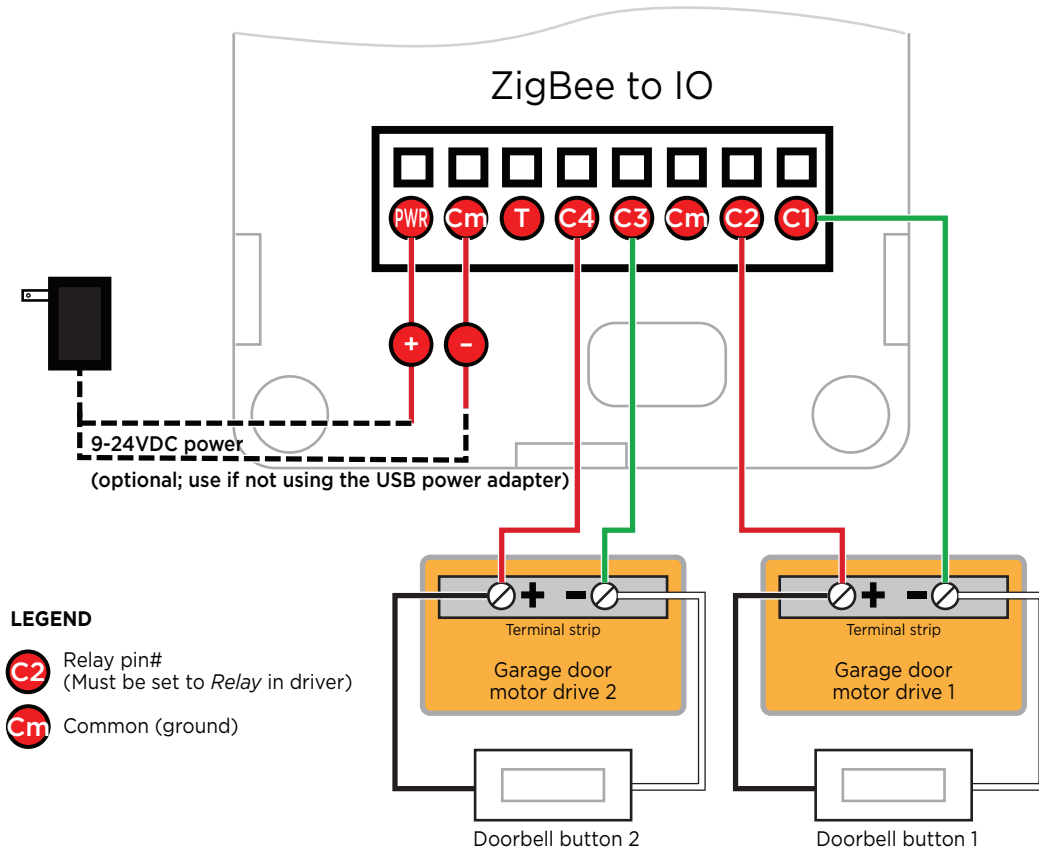 ZigBee to IO
PWR Cm T C4 C3 Cm C2 C1
+ -
9-24VDC power
(optional; use if not using the USB power adapter)
+ -
Terminal strip
Garage door
motor drive 2
Doorbell button 2
+ -
Terminal strip
Garage door
motor drive 1
Doorbell button 1
LEGEND
C2 Relay pin#
(Must be set to Relay in driver)
Cm Common (ground)